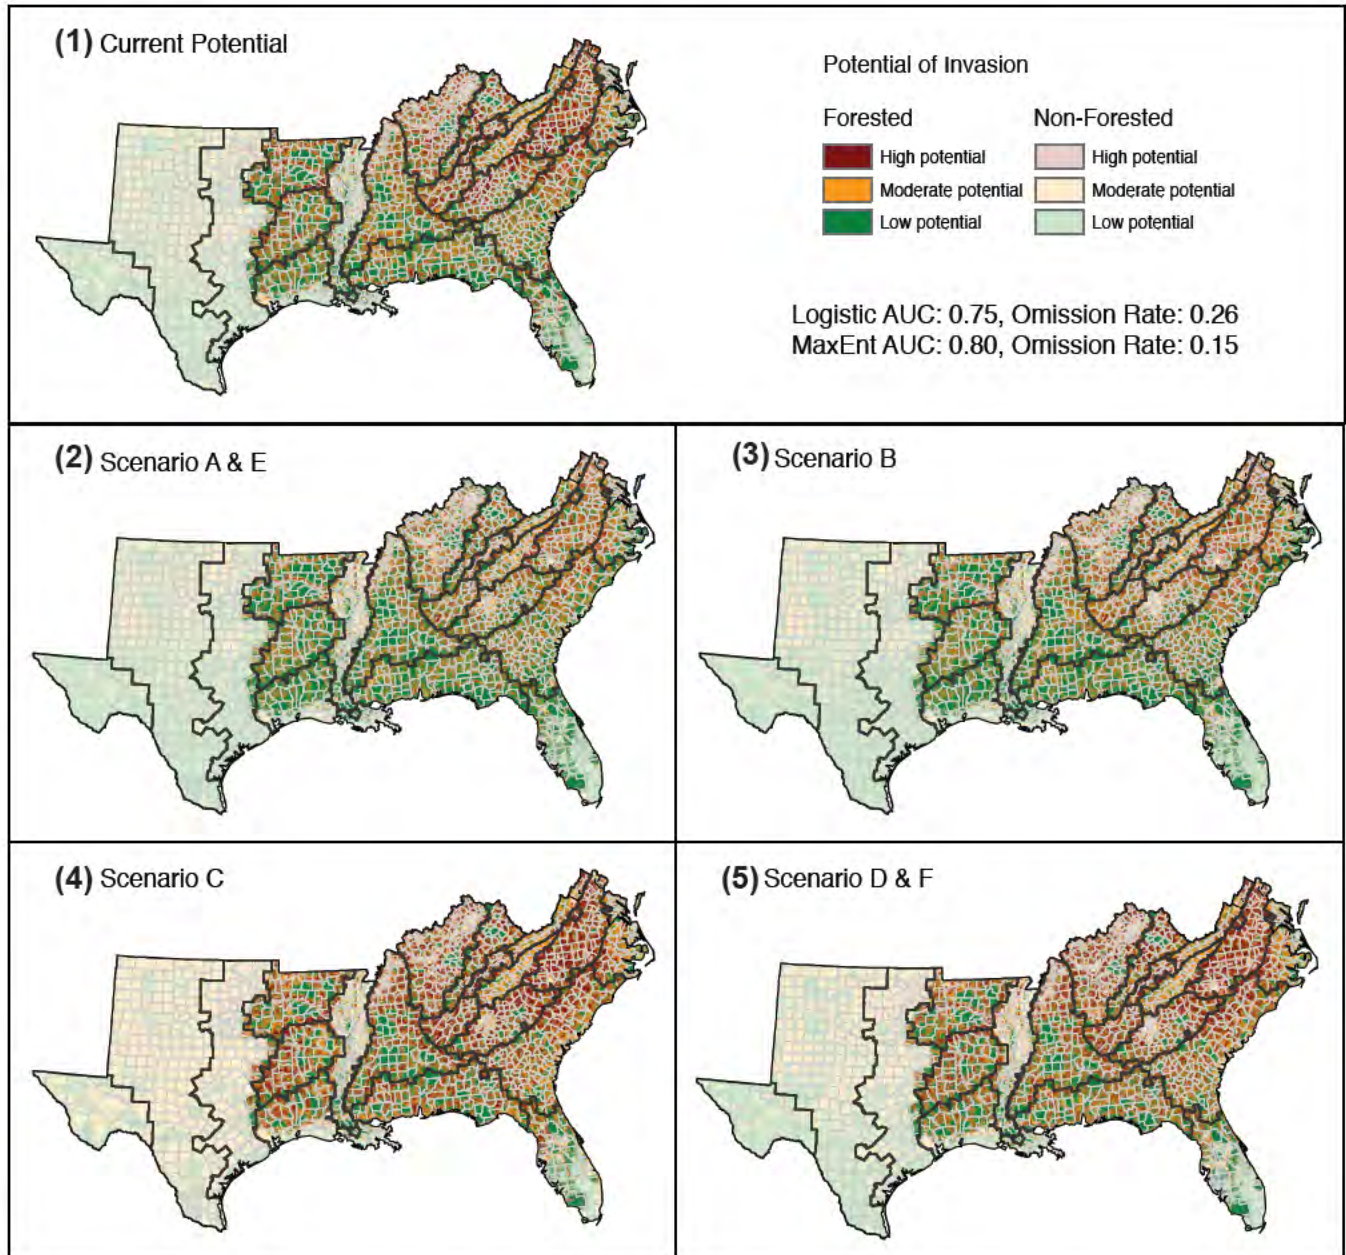 (1) Current Potential
Potential of Invasion
Forested Non-Forested
High potential High potential
Moderate potential Moderate potential
Low potential Low potential
Logistic AUC: 0.75, Omission Rate: 0.26
MaxEnt AUC: 0.80, Omission Rate: 0.15
(2) Scenario A & E
(3) Scenario B
(4) Scenario C
(5) Scenario D & F